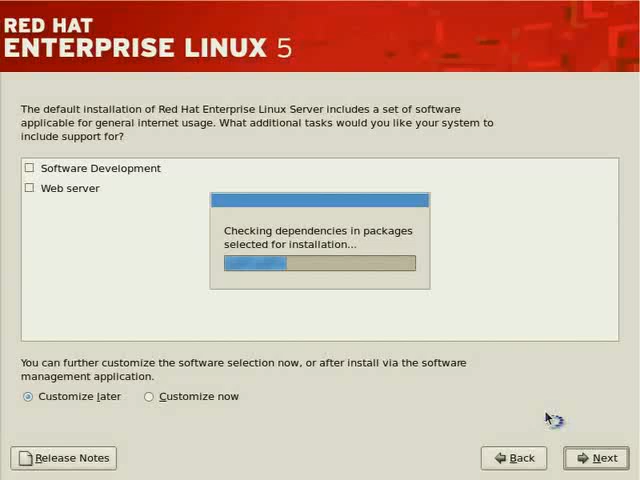 RED HAT
ENTERPRISE LINUX 5
The default installation of Red Hat Enterprise Linux Server includes a set of software
applicable for general internet usage. What additional tasks would you like your system to
include support for?
Software Development
Web server
Checking dependencies in packages
selected for installation...
You can further customize the software selection now, or after install via the software
management application.
Customize later Customize now
Release Notes Back Next